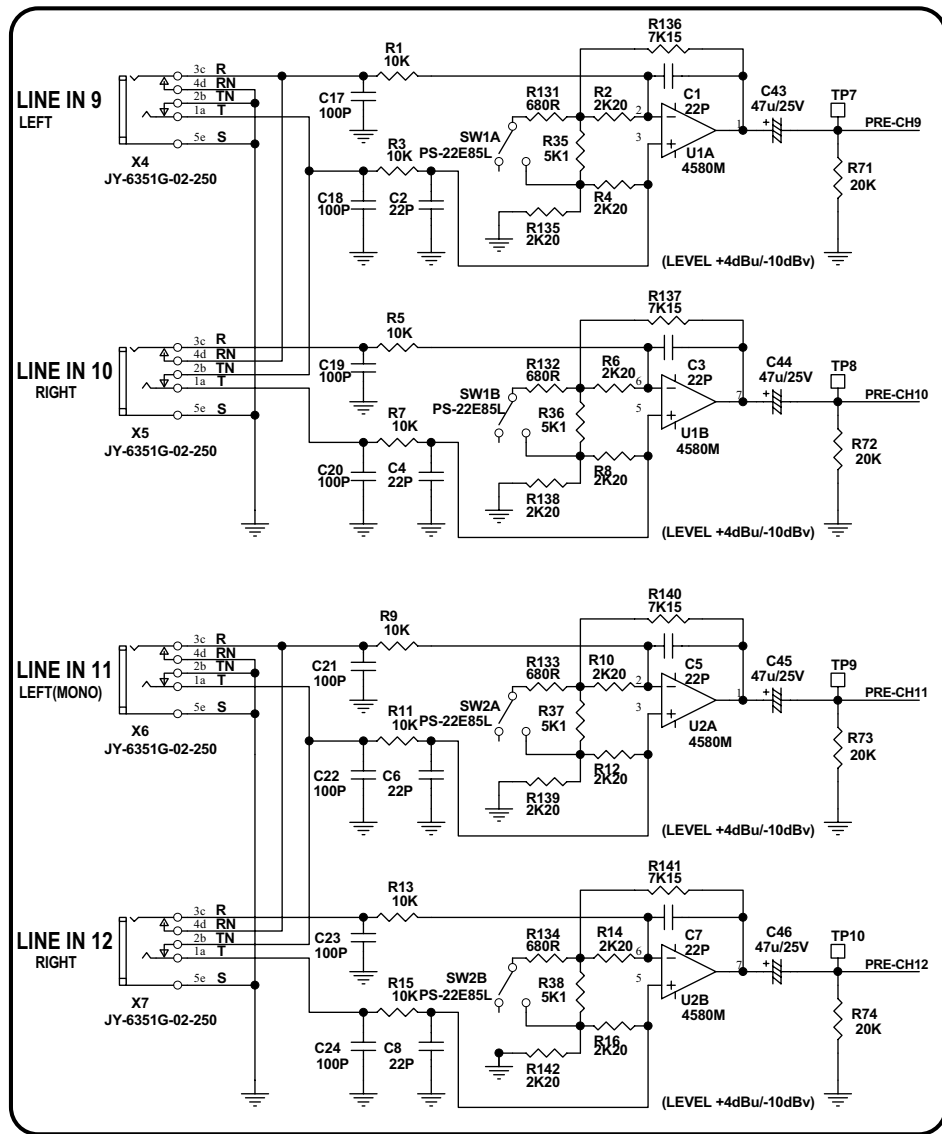 R136
7K15
R1
10K
3c R
4d RN
2b TN
1a T
5e S
LINE IN 9
LEFT
X4
JY-6351G-02-250
C17
100P
R131
680R
R2
2K20
C1
22P
C43
47u/25V
TP7
SW1A
PS-22E85L
R35
5K1
2
3
1
U1A
4580M
PRE-CH9
R3
10K
C18
100P
C2
22P
R4
2K20
R135
2K20
R71
20K
(LEVEL +4dBu/-10dBv)
R137
7K15
R5
10K
3c R
4d RN
2b TN
1a T
5e S
LINE IN 10
RIGHT
X5
JY-6351G-02-250
C19
100P
R132
680R
R6
2K20
C3
22P
C44
47u/25V
TP8
SW1B
PS-22E85L
R36
5K1
6
5
7
U1B
4580M
PRE-CH10
R7
10K
C20
100P
C4
22P
R8
2K20
R138
2K20
R72
20K
(LEVEL +4dBu/-10dBv)
R140
7K15
R9
10K
3c R
4d RN
2b TN
1a T
5e S
LINE IN 11
LEFT(MONO)
X6
JY-6351G-02-250
C21
100P
R133
680R
R10
2K20
C5
22P
C45
47u/25V
TP9
SW2A
PS-22E85L
R37
5K1
2
3
1
U2A
4580M
PRE-CH11
R11
10K
C22
100P
C6
22P
R12
2K20
R139
2K20
R73
20K
(LEVEL +4dBu/-10dBv)
R141
7K15
R13
10K
3c R
4d RN
2b TN
1a T
5e S
LINE IN 12
RIGHT
X7
JY-6351G-02-250
C23
100P
R134
680R
R14
2K20
C7
22P
C46
47u/25V
TP10
SW2B
PS-22E85L
R38
5K1
6
5
7
U2B
4580M
PRE-CH12
R15
10K
C24
100P
C8
22P
R16
2K20
R142
2K20
R74
20K
(LEVEL +4dBu/-10dBv)